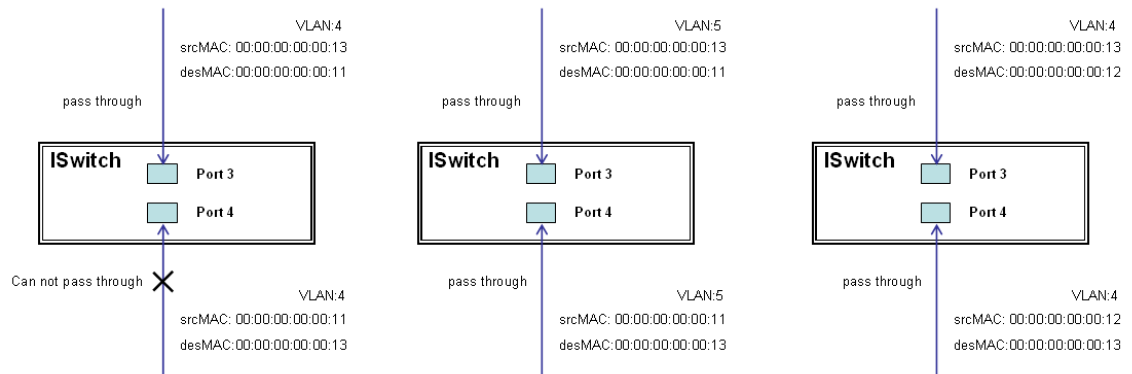 VLAN:4
srcMAC: 00:00:00:00:00:13
desMAC:00:00:00:00:00:11
pass through
ISwitch
Port 3
Port 4
Can not pass through
VLAN:4
srcMAC: 00:00:00:00:00:11
desMAC:00:00:00:00:00:13
VLAN:5
srcMAC: 00:00:00:00:00:13
desMAC:00:00:00:00:00:11
pass through
ISwitch
Port 3
Port 4
pass through
VLAN:5
srcMAC: 00:00:00:00:00:11
desMAC:00:00:00:00:00:13
VLAN:4
srcMAC: 00:00:00:00:00:13
desMAC:00:00:00:00:00:12
pass through
ISwitch
Port 3
Port 4
pass through
VLAN:4
srcMAC: 00:00:00:00:00:12
desMAC:00:00:00:00:00:13